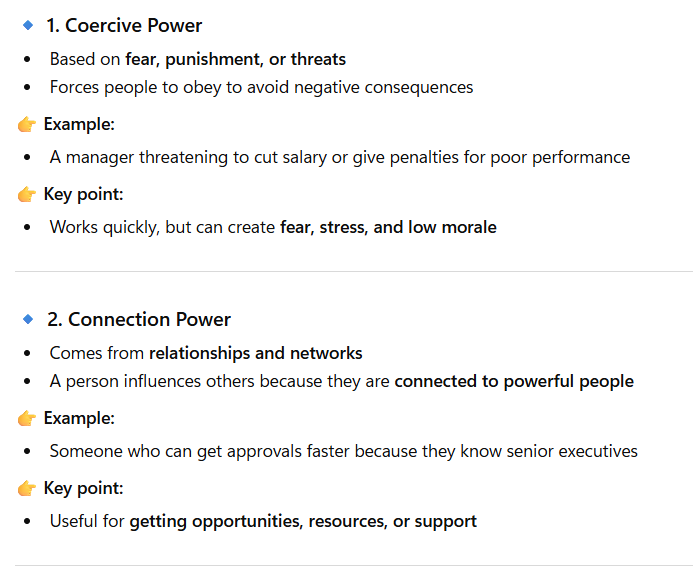 1. Coercive Power
Based on fear, punishment, or threats
Forces people to obey to avoid negative consequences
Example:
A manager threatening to cut salary or give penalties for poor performance
Key point:
Works quickly, but can create fear, stress, and low morale
2. Connection Power
Comes from relationships and networks
A person influences others because they are connected to powerful people
Example:
Someone who can get approvals faster because they know senior executives
Key point:
Useful for getting opportunities, resources, or support